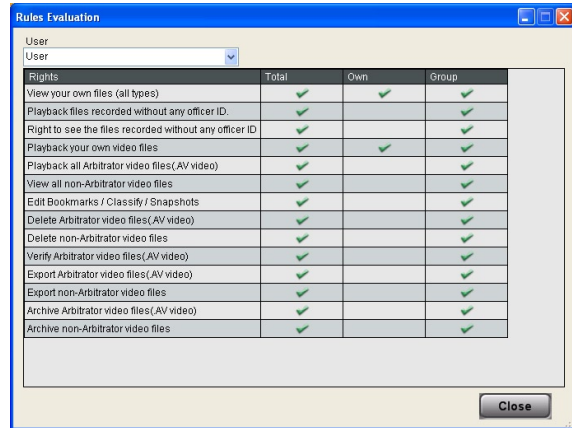 Rules Evaluation
User
User
Rights Total Own Group
View your own files (all types)
Playback files recorded without any officer ID.
Right to see the files recorded without any officer ID
Playback your own video files
Playback all Arbitrator video files(.AV video)
View all non-Arbitrator video files
Edit Bookmarks / Classify / Snapshots
Delete Arbitrator video files(.AV video)
Delete non-Arbitrator video files
Verify Arbitrator video files(.AV video)
Export Arbitrator video files(.AV video)
Export non-Arbitrator video files
Archive Arbitrator video files(.AV video)
Archive non-Arbitrator video files
Close